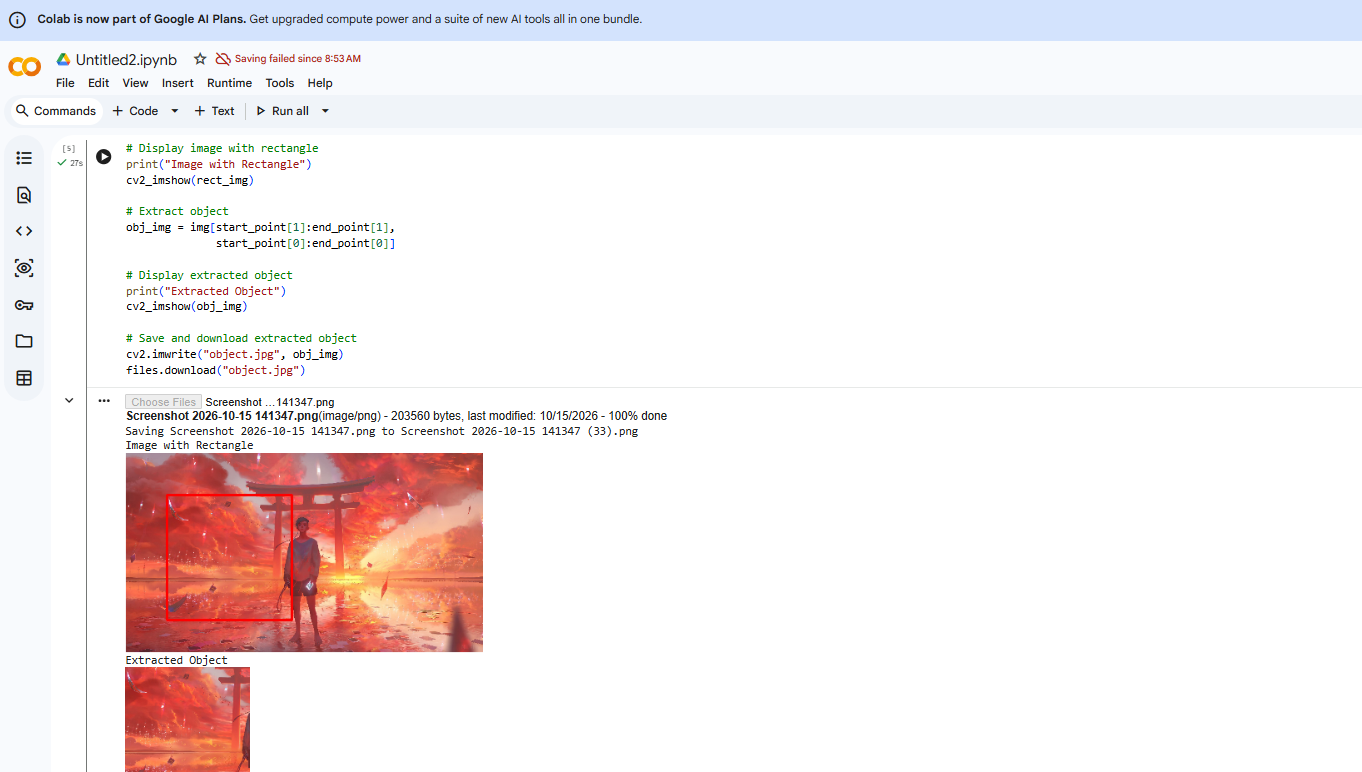 Colab is now part of Google AI Plans. Get upgraded compute power and a suite of new AI tools all in one bundle.
Untitled2.ipynb Saving failed since 8:53 AM
File Edit View Insert Runtime Tools Help
Commands + Code + Text Run all
[5] # Display image with rectangle
27s print("Image with Rectangle")
cv2_imshow(rect_img)
# Extract object
obj_img = img[start_point[1]:end_point[1],
start_point[0]:end_point[0]]
# Display extracted object
print("Extracted Object")
cv2_imshow(obj_img)
# Save and download extracted object
cv2.imwrite("object.jpg", obj_img)
files.download("object.jpg")
Choose Files Screenshot ...141347.png
Screenshot 2026-10-15 141347.png(image/png) - 203560 bytes, last modified: 10/15/2026 - 100% done
Saving Screenshot 2026-10-15 141347.png to Screenshot 2026-10-15 141347 (33).png
Image with Rectangle
Extracted Object